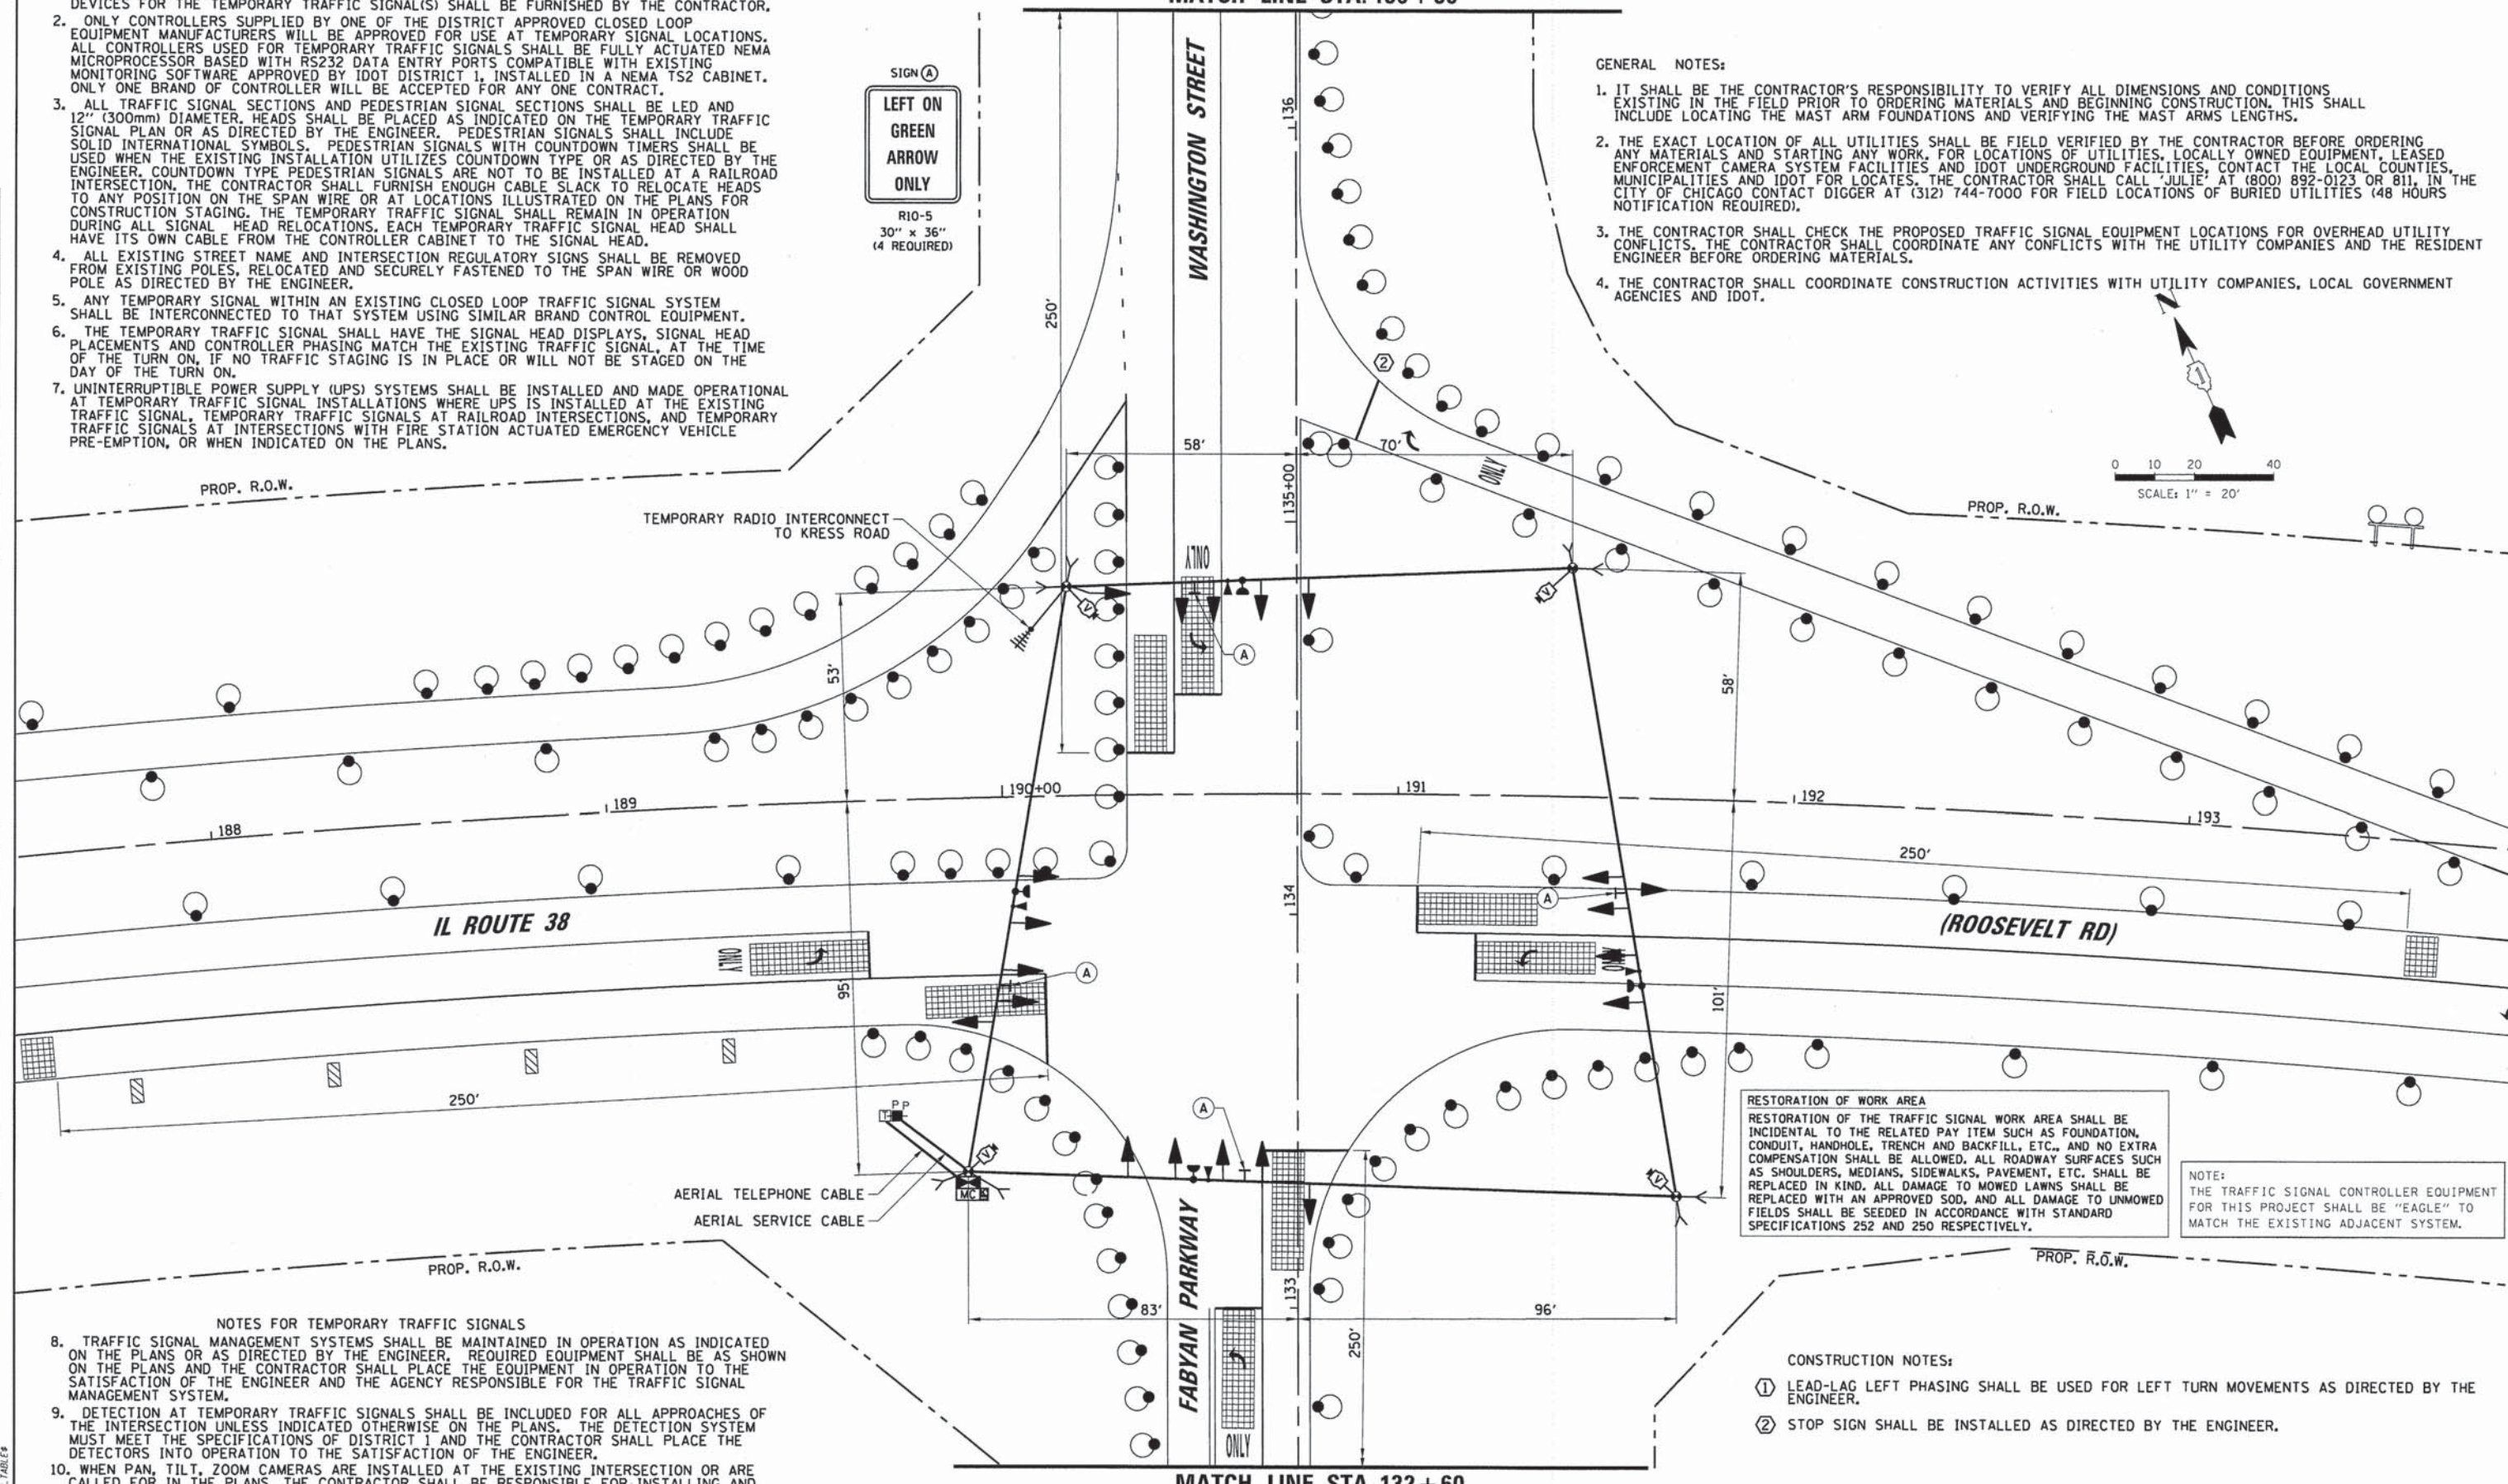 DEVICES FOR THE TEMPORARY TRAFFIC SIGNAL(S) SHALL BE FURNISHED BY THE CONTRACTOR.
2. ONLY CONTROLLERS SUPPLIED BY ONE OF THE DISTRICT APPROVED CLOSED LOOP
EQUIPMENT MANUFACTURERS WILL BE APPROVED FOR USE AT TEMPORARY SIGNAL LOCATIONS.
ALL CONTROLLERS USED FOR TEMPORARY TRAFFIC SIGNALS SHALL BE FULLY ACTUATED NEMA
MICROPROCESSOR BASED WITH RS232 DATA ENTRY PORTS COMPATIBLE WITH EXISTING
MONITORING SOFTWARE APPROVED BY IDOT DISTRICT 1, INSTALLED IN A NEMA TS2 CABINET.
ONLY ONE BRAND OF CONTROLLER WILL BE ACCEPTED FOR ANY ONE CONTRACT.
3. ALL TRAFFIC SIGNAL SECTIONS AND PEDESTRIAN SIGNAL SECTIONS SHALL BE LED AND
12" (300mm) DIAMETER. HEADS SHALL BE PLACED AS INDICATED ON THE TEMPORARY TRAFFIC
SIGNAL PLAN OR AS DIRECTED BY THE ENGINEER. PEDESTRIAN SIGNALS SHALL INCLUDE
SOLID INTERNATIONAL SYMBOLS. PEDESTRIAN SIGNALS WITH COUNTDOWN TIMERS SHALL BE
USED WHEN THE EXISTING INSTALLATION UTILIZES COUNTDOWN TYPE OR AS DIRECTED BY THE
ENGINEER. COUNTDOWN TYPE PEDESTRIAN SIGNALS ARE NOT TO BE INSTALLED AT A RAILROAD
INTERSECTION. THE CONTRACTOR SHALL FURNISH ENOUGH CABLE SLACK TO RELOCATE HEADS
TO ANY POSITION ON THE SPAN WIRE OR AT LOCATIONS ILLUSTRATED ON THE PLANS FOR
CONSTRUCTION STAGING. THE TEMPORARY TRAFFIC SIGNAL SHALL REMAIN IN OPERATION
DURING ALL SIGNAL HEAD RELOCATIONS. EACH TEMPORARY TRAFFIC SIGNAL HEAD SHALL
HAVE ITS OWN CABLE FROM THE CONTROLLER CABINET TO THE SIGNAL HEAD.
4. ALL EXISTING STREET NAME AND INTERSECTION REGULATORY SIGNS SHALL BE REMOVED
FROM EXISTING POLES, RELOCATED AND SECURELY FASTENED TO THE SPAN WIRE OR WOOD
POLE AS DIRECTED BY THE ENGINEER.
5. ANY TEMPORARY SIGNAL WITHIN AN EXISTING CLOSED LOOP TRAFFIC SIGNAL SYSTEM
SHALL BE INTERCONNECTED TO THAT SYSTEM USING SIMILAR BRAND CONTROL EQUIPMENT.
6. THE TEMPORARY TRAFFIC SIGNAL SHALL HAVE THE SIGNAL HEAD DISPLAYS, SIGNAL HEAD
PLACEMENTS AND CONTROLLER PHASING MATCH THE EXISTING TRAFFIC SIGNAL, AT THE TIME
OF THE TURN ON, IF NO TRAFFIC STAGING IS IN PLACE OR WILL NOT BE STAGED ON THE
DAY OF THE TURN ON.
7. UNINTERRUPTIBLE POWER SUPPLY (UPS) SYSTEMS SHALL BE INSTALLED AND MADE OPERATIONAL
AT TEMPORARY TRAFFIC SIGNAL INSTALLATIONS WHERE UPS IS INSTALLED AT THE EXISTING
TRAFFIC SIGNAL, TEMPORARY TRAFFIC SIGNALS AT RAILROAD INTERSECTIONS, AND TEMPORARY
TRAFFIC SIGNALS AT INTERSECTIONS WITH FIRE STATION ACTUATED EMERGENCY VEHICLE
PRE-EMPTION, OR WHEN INDICATED ON THE PLANS.
SIGN A
LEFT ON
GREEN
ARROW
ONLY
R10-5
30" x 36"
(4 REQUIRED)
WASHINGTON STREET
136
250'
GENERAL NOTES:
1. IT SHALL BE THE CONTRACTOR'S RESPONSIBILITY TO VERIFY ALL DIMENSIONS AND CONDITIONS
EXISTING IN THE FIELD PRIOR TO ORDERING MATERIALS AND BEGINNING CONSTRUCTION. THIS SHALL
INCLUDE LOCATING THE MAST ARM FOUNDATIONS AND VERIFYING THE MAST ARMS LENGTHS.
2. THE EXACT LOCATION OF ALL UTILITIES SHALL BE FIELD VERIFIED BY THE CONTRACTOR BEFORE ORDERING
ANY MATERIALS AND STARTING ANY WORK. FOR LOCATIONS OF UTILITIES, LOCALLY OWNED EQUIPMENT, LEASED
ENFORCEMENT CAMERA SYSTEM FACILITIES AND IDOT UNDERGROUND FACILITIES, CONTACT THE LOCAL COUNTIES,
MUNICIPALITIES AND IDOT FOR LOCATES. THE CONTRACTOR SHALL CALL 'JULIE' AT (800) 892-0123 OR 811, IN THE
CITY OF CHICAGO CONTACT DIGGER AT (312) 744-7000 FOR FIELD LOCATIONS OF BURIED UTILITIES (48 HOURS
NOTIFICATION REQUIRED).
3. THE CONTRACTOR SHALL CHECK THE PROPOSED TRAFFIC SIGNAL EQUIPMENT LOCATIONS FOR OVERHEAD UTILITY
CONFLICTS. THE CONTRACTOR SHALL COORDINATE ANY CONFLICTS WITH THE UTILITY COMPANIES AND THE RESIDENT
ENGINEER BEFORE ORDERING MATERIALS.
4. THE CONTRACTOR SHALL COORDINATE CONSTRUCTION ACTIVITIES WITH UTILITY COMPANIES, LOCAL GOVERNMENT
AGENCIES AND IDOT.
N
1
0 10 20 40
SCALE: 1" = 20'
2
58'
70'
ONLY
135+00
PROP. R.O.W.
PROP. R.O.W.
TEMPORARY RADIO INTERCONNECT
TO KRESS ROAD
ONLY
V
V
A
53'
58'
188
189
190+00
191
192
193
250'
134
A
IL ROUTE 38
(ROOSEVELT RD)
ONLY
ONLY
A
95'
101'
250'
T
P P
A
V
V
MC
AERIAL TELEPHONE CABLE
AERIAL SERVICE CABLE
FABYAN PARKWAY
RESTORATION OF WORK AREA
RESTORATION OF THE TRAFFIC SIGNAL WORK AREA SHALL BE
INCIDENTAL TO THE RELATED PAY ITEM SUCH AS FOUNDATION,
CONDUIT, HANDHOLE, TRENCH AND BACKFILL, ETC., AND NO EXTRA
COMPENSATION SHALL BE ALLOWED. ALL ROADWAY SURFACES SUCH
AS SHOULDERS, MEDIANS, SIDEWALKS, PAVEMENT, ETC. SHALL BE
REPLACED IN KIND. ALL DAMAGE TO MOWED LAWNS SHALL BE
REPLACED WITH AN APPROVED SOD, AND ALL DAMAGE TO UNMOWED
FIELDS SHALL BE SEEDED IN ACCORDANCE WITH STANDARD
SPECIFICATIONS 252 AND 250 RESPECTIVELY.
NOTE:
THE TRAFFIC SIGNAL CONTROLLER EQUIPMENT
FOR THIS PROJECT SHALL BE "EAGLE" TO
MATCH THE EXISTING ADJACENT SYSTEM.
PROP. R.O.W.
PROP. R.O.W.
133
83'
96'
250'
ONLY
NOTES FOR TEMPORARY TRAFFIC SIGNALS
8. TRAFFIC SIGNAL MANAGEMENT SYSTEMS SHALL BE MAINTAINED IN OPERATION AS INDICATED
ON THE PLANS OR AS DIRECTED BY THE ENGINEER. REQUIRED EQUIPMENT SHALL BE AS SHOWN
ON THE PLANS AND THE CONTRACTOR SHALL PLACE THE EQUIPMENT IN OPERATION TO THE
SATISFACTION OF THE ENGINEER AND THE AGENCY RESPONSIBLE FOR THE TRAFFIC SIGNAL
MANAGEMENT SYSTEM.
9. DETECTION AT TEMPORARY TRAFFIC SIGNALS SHALL BE INCLUDED FOR ALL APPROACHES OF
THE INTERSECTION UNLESS INDICATED OTHERWISE ON THE PLANS. THE DETECTION SYSTEM
MUST MEET THE SPECIFICATIONS OF DISTRICT 1 AND THE CONTRACTOR SHALL PLACE THE
DETECTORS INTO OPERATION TO THE SATISFACTION OF THE ENGINEER.
10. WHEN PAN, TILT, ZOOM CAMERAS ARE INSTALLED AT THE EXISTING INTERSECTION OR ARE
CALLED FOR IN THE PLANS, THE CONTRACTOR SHALL BE RESPONSIBLE FOR INSTALLING AND
CONSTRUCTION NOTES:
1 LEAD-LAG LEFT PHASING SHALL BE USED FOR LEFT TURN MOVEMENTS AS DIRECTED BY THE
ENGINEER.
2 STOP SIGN SHALL BE INSTALLED AS DIRECTED BY THE ENGINEER.
MATCH LINE STA. 132+60